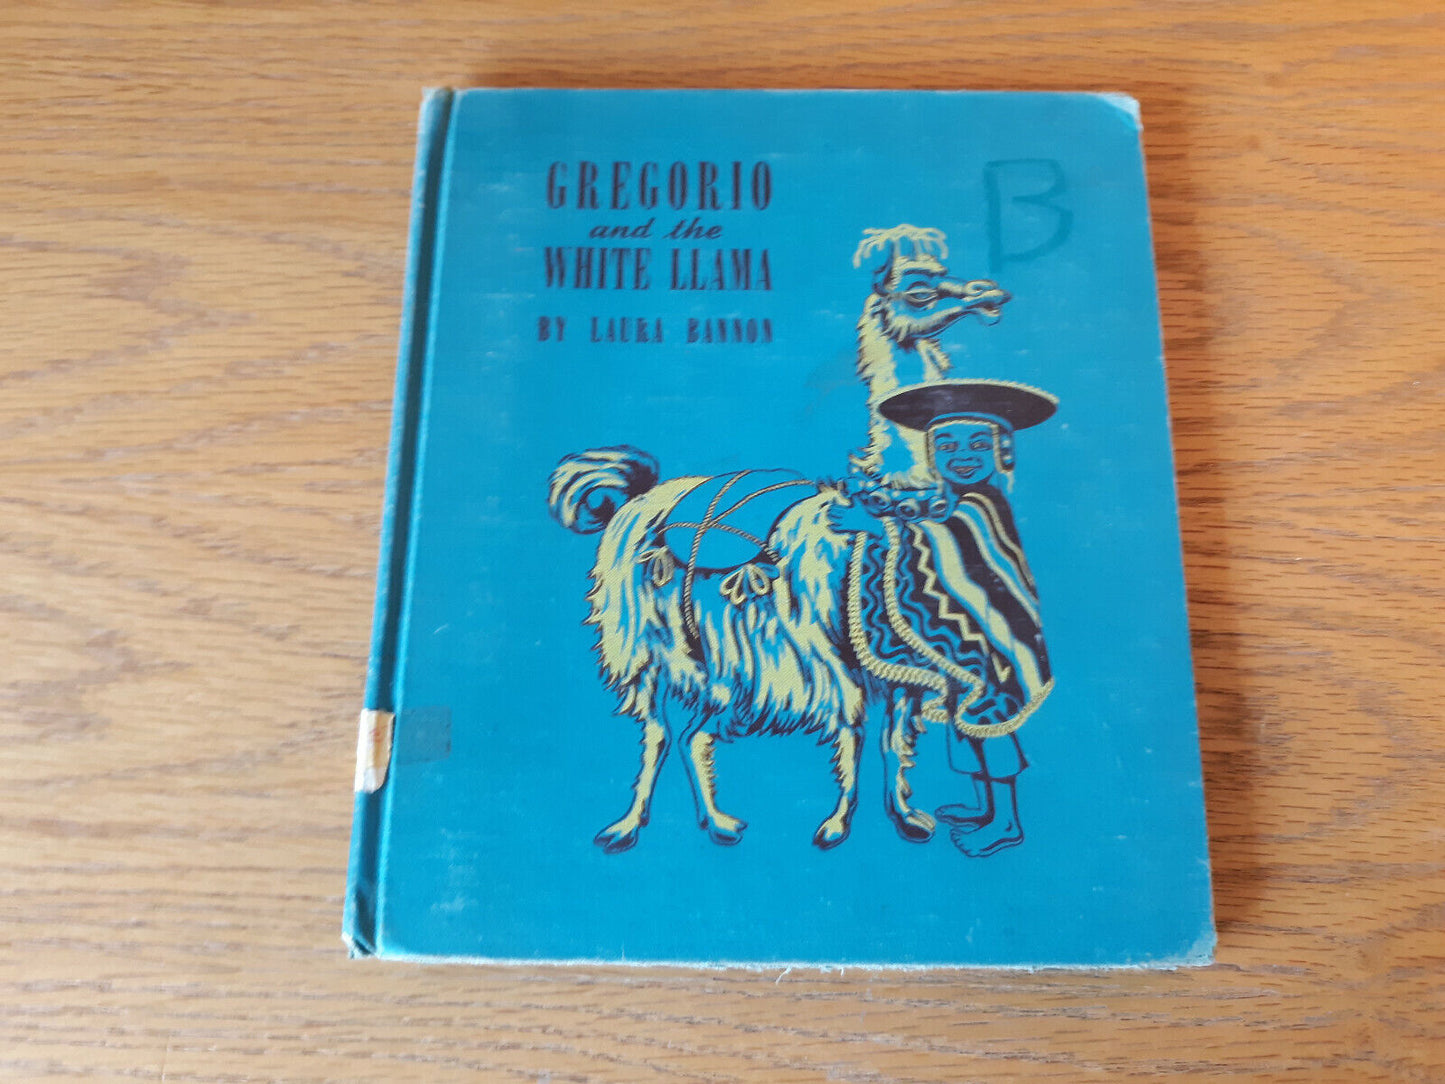 GREGORIO
and the
WHITE LLAMA
BY LAURA BANNON
B